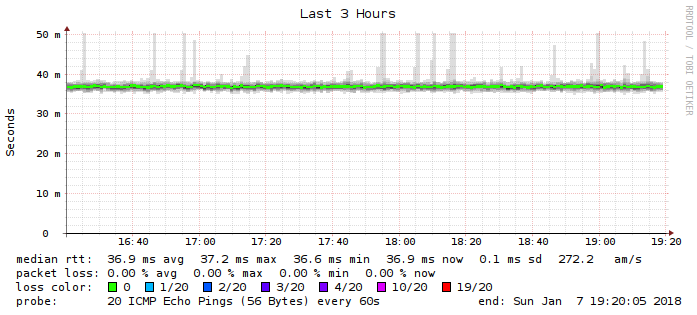 Last 3 Hours
RRDTOOL / TOBI OETIKER
Seconds
50 m
40 m
30 m
20 m
10 m
0
16:40 17:00 17:20 17:40 18:00 18:20 18:40 19:00 19:20
median rtt: 36.9 ms avg 37.2 ms max 36.6 ms min 36.9 ms now 0.1 ms sd 272.2 am/s
packet loss: 0.00 % avg 0.00 % max 0.00 % min 0.00 % now
loss color: 0 1/20 2/20 3/20 4/20 10/20 19/20
probe: 20 ICMP Echo Pings (56 Bytes) every 60s end: Sun Jan 7 19:20:05 2018